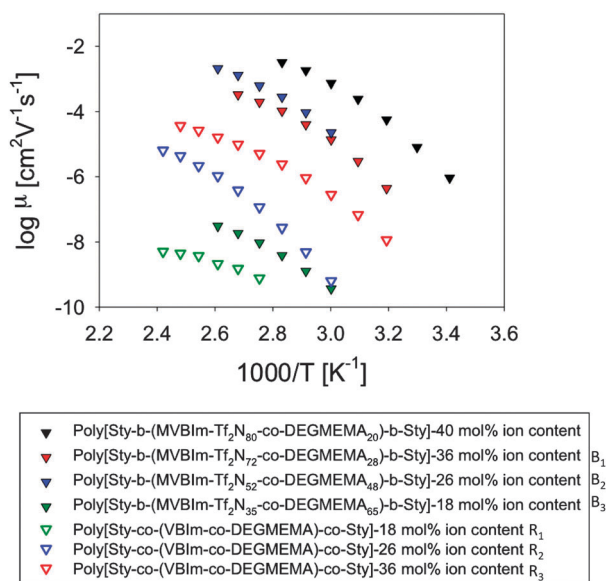 -2
-4
-6
-8
-10
log μ [cm²V⁻¹s⁻¹]
2.2 2.4 2.6 2.8 3.0 3.2 3.4 3.6
1000/T [K⁻¹]
Poly[Sty-b-(MVBIm-Tf₂N₈₀-co-DEGMEMA₂₀)-b-Sty]-40 mol% ion content
Poly[Sty-b-(MVBIm-Tf₂N₇₂-co-DEGMEMA₂₈)-b-Sty]-36 mol% ion content B₁
Poly[Sty-b-(MVBIm-Tf₂N₅₂-co-DEGMEMA₄₈)-b-Sty]-26 mol% ion content B₂
Poly[Sty-b-(MVBIm-Tf₂N₃₅-co-DEGMEMA₆₅)-b-Sty]-18 mol% ion content B₃
Poly[Sty-co-(VBIm-co-DEGMEMA)-co-Sty]-18 mol% ion content R₁
Poly[Sty-co-(VBIm-co-DEGMEMA)-co-Sty]-26 mol% ion content R₂
Poly[Sty-co-(VBIm-co-DEGMEMA)-co-Sty]-36 mol% ion content R₃